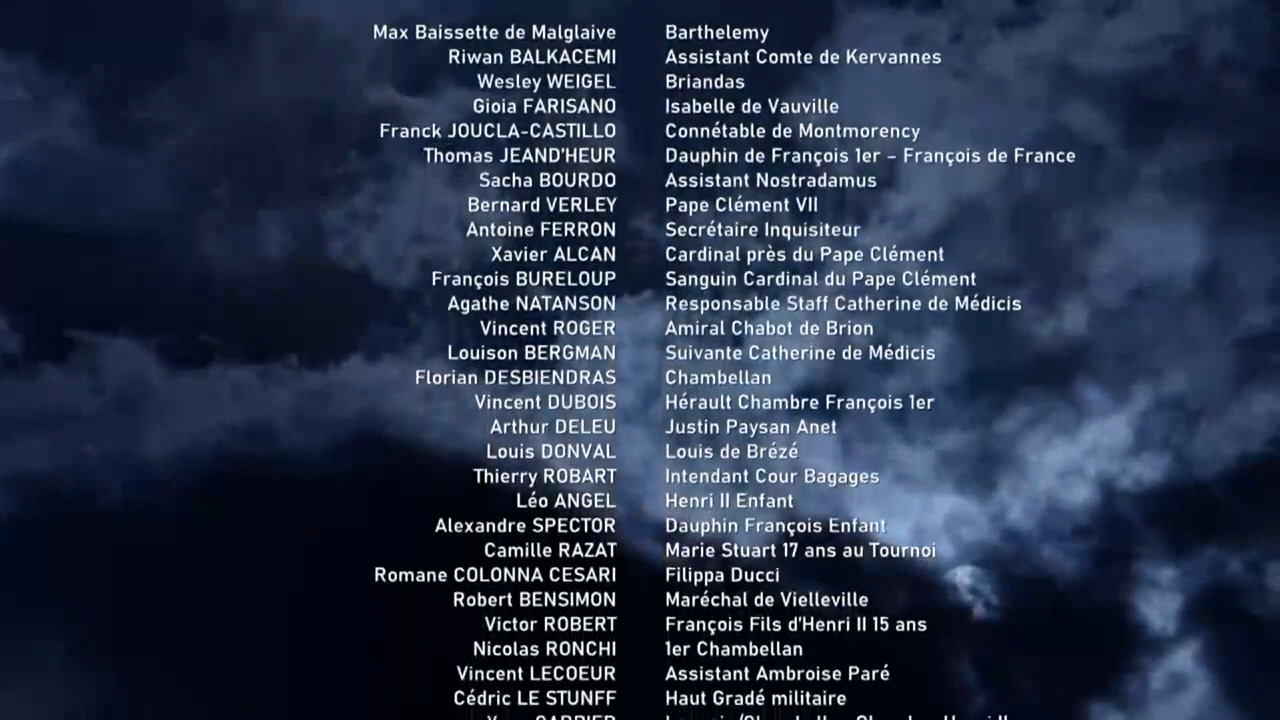 Max Baissette de Malglaive Barthelemy
Riwan BALKACEMI Assistant Comte de Kervannes
Wesley WEIGEL Briandas
Gioia FARISANO Isabelle de Vauville
Franck JOUCLA-CASTILLO Connétable de Montmorency
Thomas JEAND'HEUR Dauphin de François 1er – François de France
Sacha BOURDO Assistant Nostradamus
Bernard VERLEY Pape Clément VII
Antoine FERRON Secrétaire Inquisiteur
Xavier ALCAN Cardinal près du Pape Clément
François BURELOUP Sanguin Cardinal du Pape Clément
Agathe NATANSON Responsable Staff Catherine de Médicis
Vincent ROGER Amiral Chabot de Brion
Louison BERGMAN Suivante Catherine de Médicis
Florian DESBIENDRAS Chambellan
Vincent DUBOIS Hérault Chambre François 1er
Arthur DELEU Justin Paysan Anet
Louis DONVAL Louis de Brézé
Thierry ROBART Intendant Cour Bagages
Léo ANGEL Henri II Enfant
Alexandre SPECTOR Dauphin François Enfant
Camille RAZAT Marie Stuart 17 ans au Tournoi
Romane COLONNA CESARI Filippa Ducci
Robert BENSIMON Maréchal de Vielleville
Victor ROBERT François Fils d'Henri II 15 ans
Nicolas RONCHI 1er Chambellan
Vincent LECOEUR Assistant Ambroise Paré
Cédric LE STUNFF Haut Gradé militaire